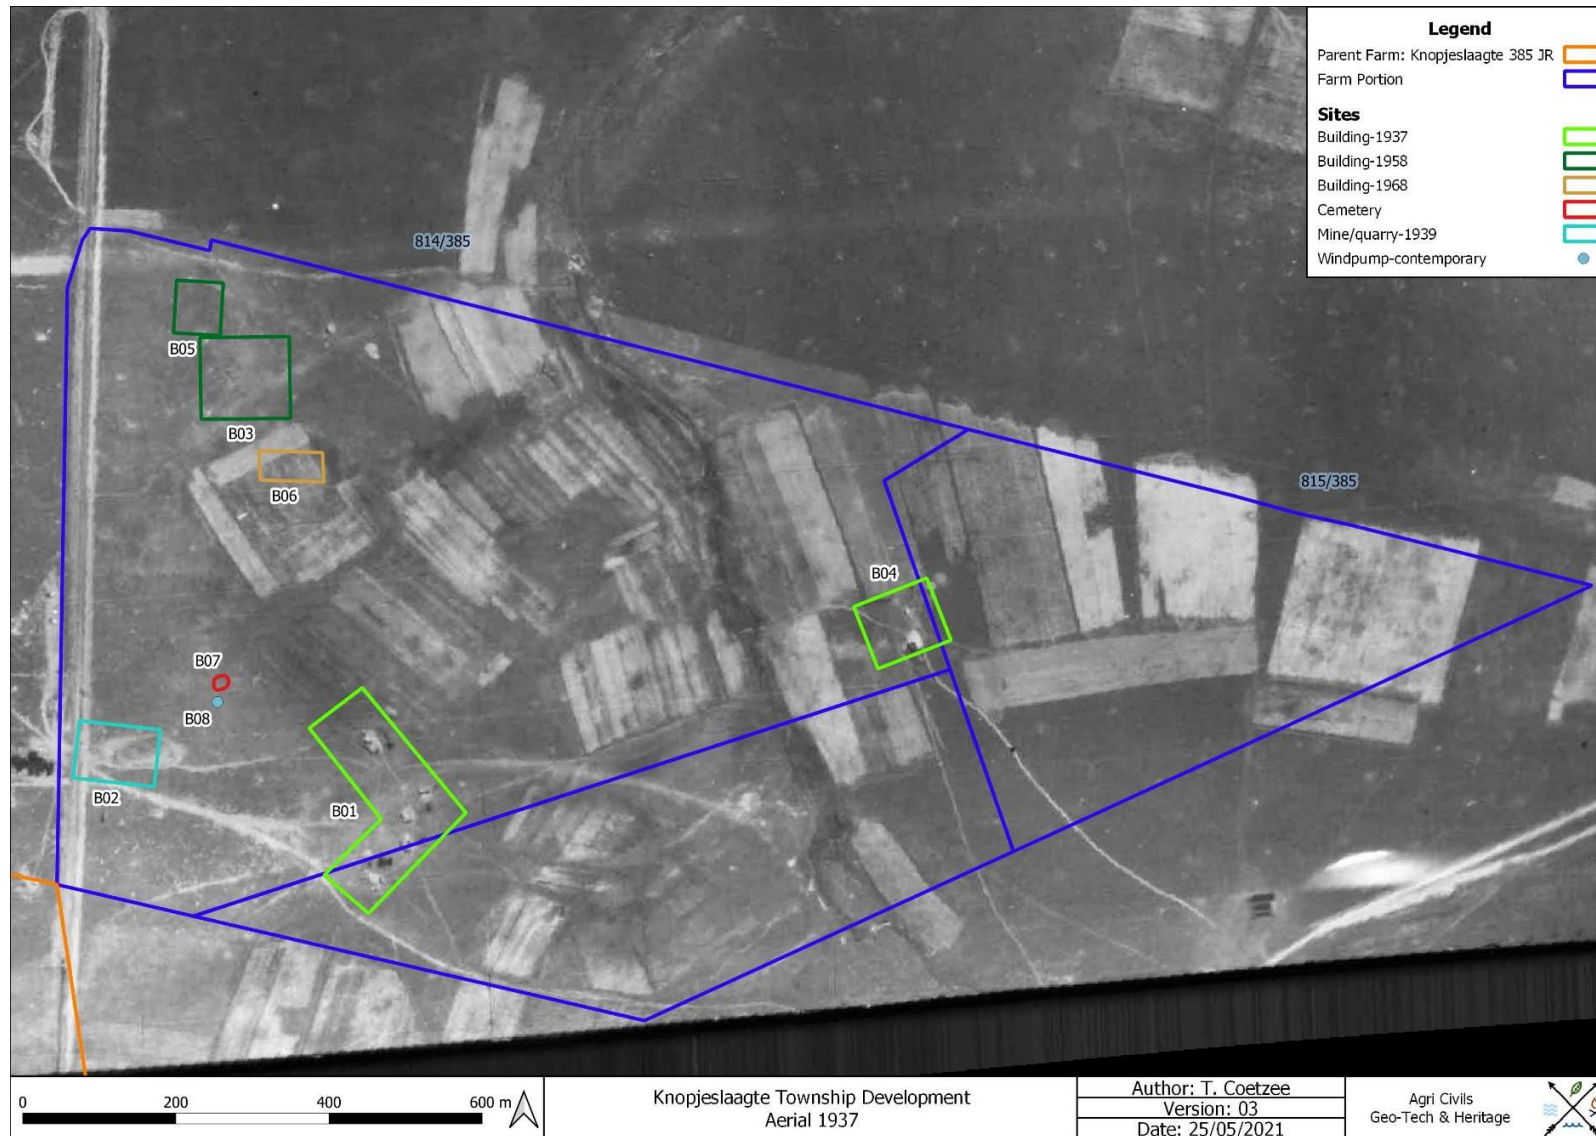 Legend
Parent Farm: Knopjeslaagte 385 JR
Farm Portion
Sites
Building-1937
Building-1958
Building-1968
Cemetery
Mine/quarry-1939
Windpump-contemporary
814/385
815/385
B05
B03
B06
B04
B07
B08
B02
B01
0 200 400 600 m
Knopjeslaagte Township Development
Aerial 1937
Author: T. Coetzee
Version: 03
Date: 25/05/2021
Agri Civils
Geo-Tech & Heritage